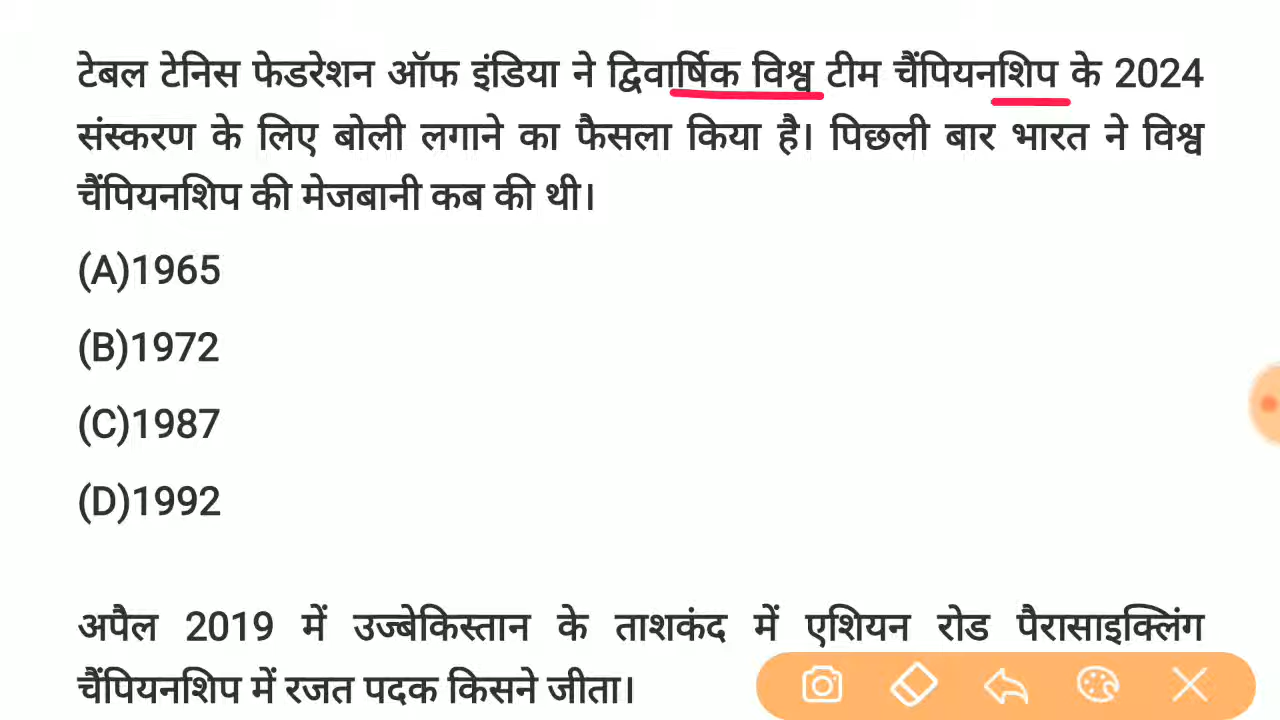 टेबल टेनिस फेडरेशन ऑफ इंडिया ने द्विवार्षिक विश्व टीम चैंपियनशिप के 2024
संस्करण के लिए बोली लगाने का फैसला किया है। पिछली बार भारत ने विश्व
चैंपियनशिप की मेजबानी कब की थी।
(A)1965
(B)1972
(C)1987
(D)1992
अपैल 2019 में उज्बेकिस्तान के ताशकंद में एशियन रोड पैरासाइक्लिंग
चैंपियनशिप में रजत पदक किसने जीता।